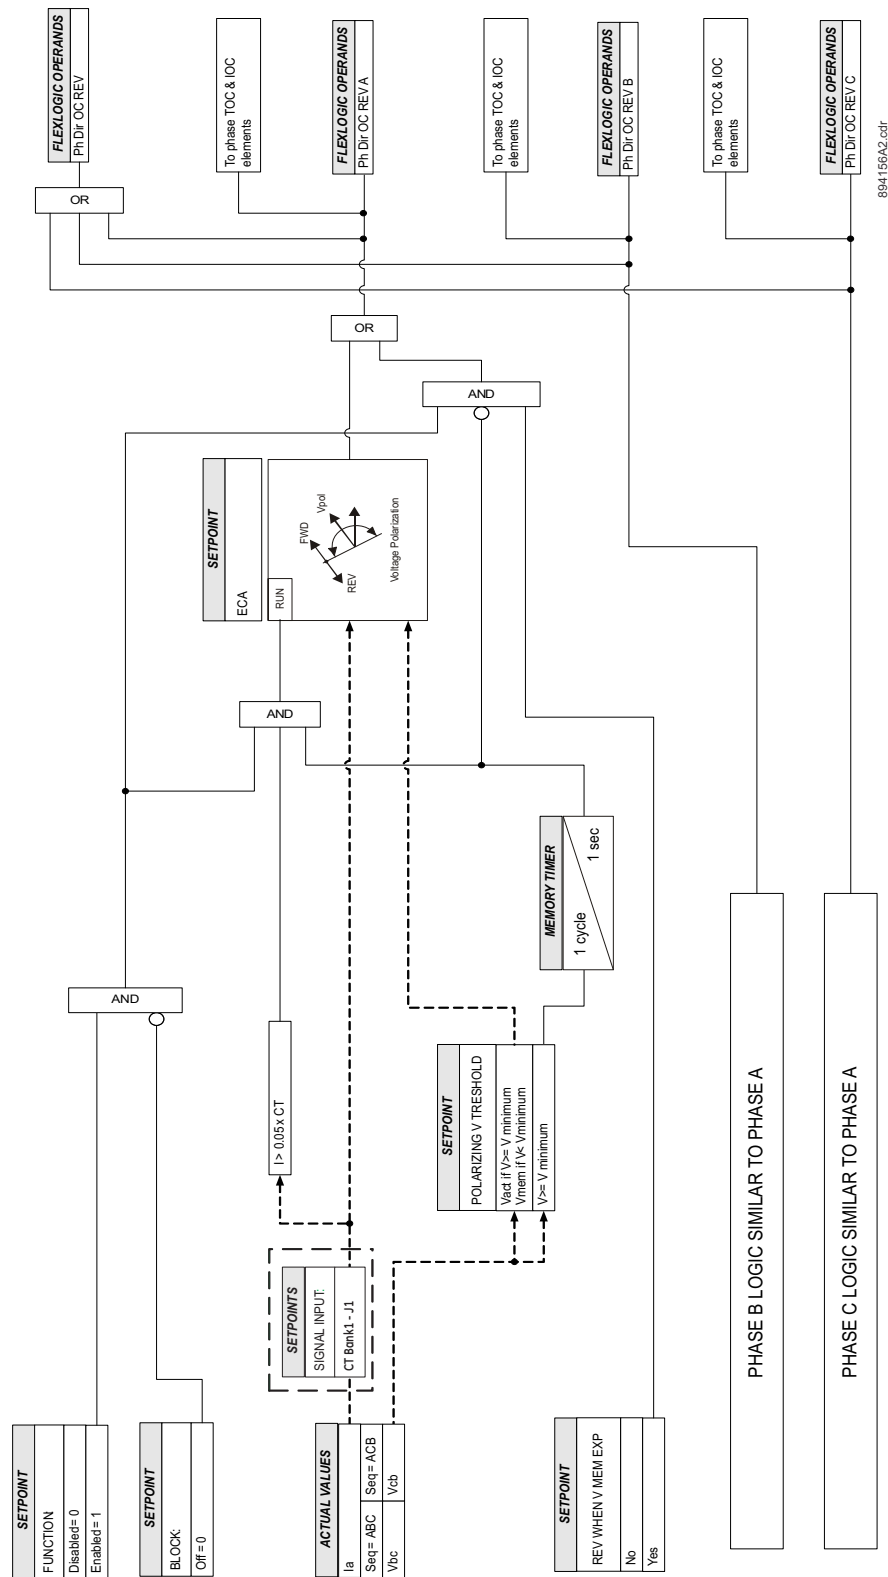 SETPOINT
FUNCTION
Disabled= 0
Enabled= 1
SETPOINT
BLOCK:
Off= 0
AND
ACTUAL VALUES
Ia
Seq= ABC
Seq= ACB
Vbc
Vcb
SETPOINTS
SIGNAL INPUT:
CT Bank1 - J1
I > 0.05x CT
SETPOINT
POLARIZING V TRESHOLD
Vact if V>= V minimum
Vmem if V< Vminimum
V>= V minimum
MEMORY TIMER
1 cycle
1 sec
AND
SETPOINT
ECA
RUN
FWD
Vpol
REV
Voltage Polarization
AND
OR
SETPOINT
REV WHEN V MEM EXP
No
Yes
PHASE B LOGIC SIMILAR TO PHASE A
PHASE C LOGIC SIMILAR TO PHASE A
OR
FLEXLOGIC OPERANDS
Ph Dir OC REV
To phase TOC & IOC
elements
FLEXLOGIC OPERANDS
Ph Dir OC REV A
To phase TOC & IOC
elements
FLEXLOGIC OPERANDS
Ph Dir OC REV B
To phase TOC & IOC
elements
FLEXLOGIC OPERANDS
Ph Dir OC REV C
894156A2.cdr